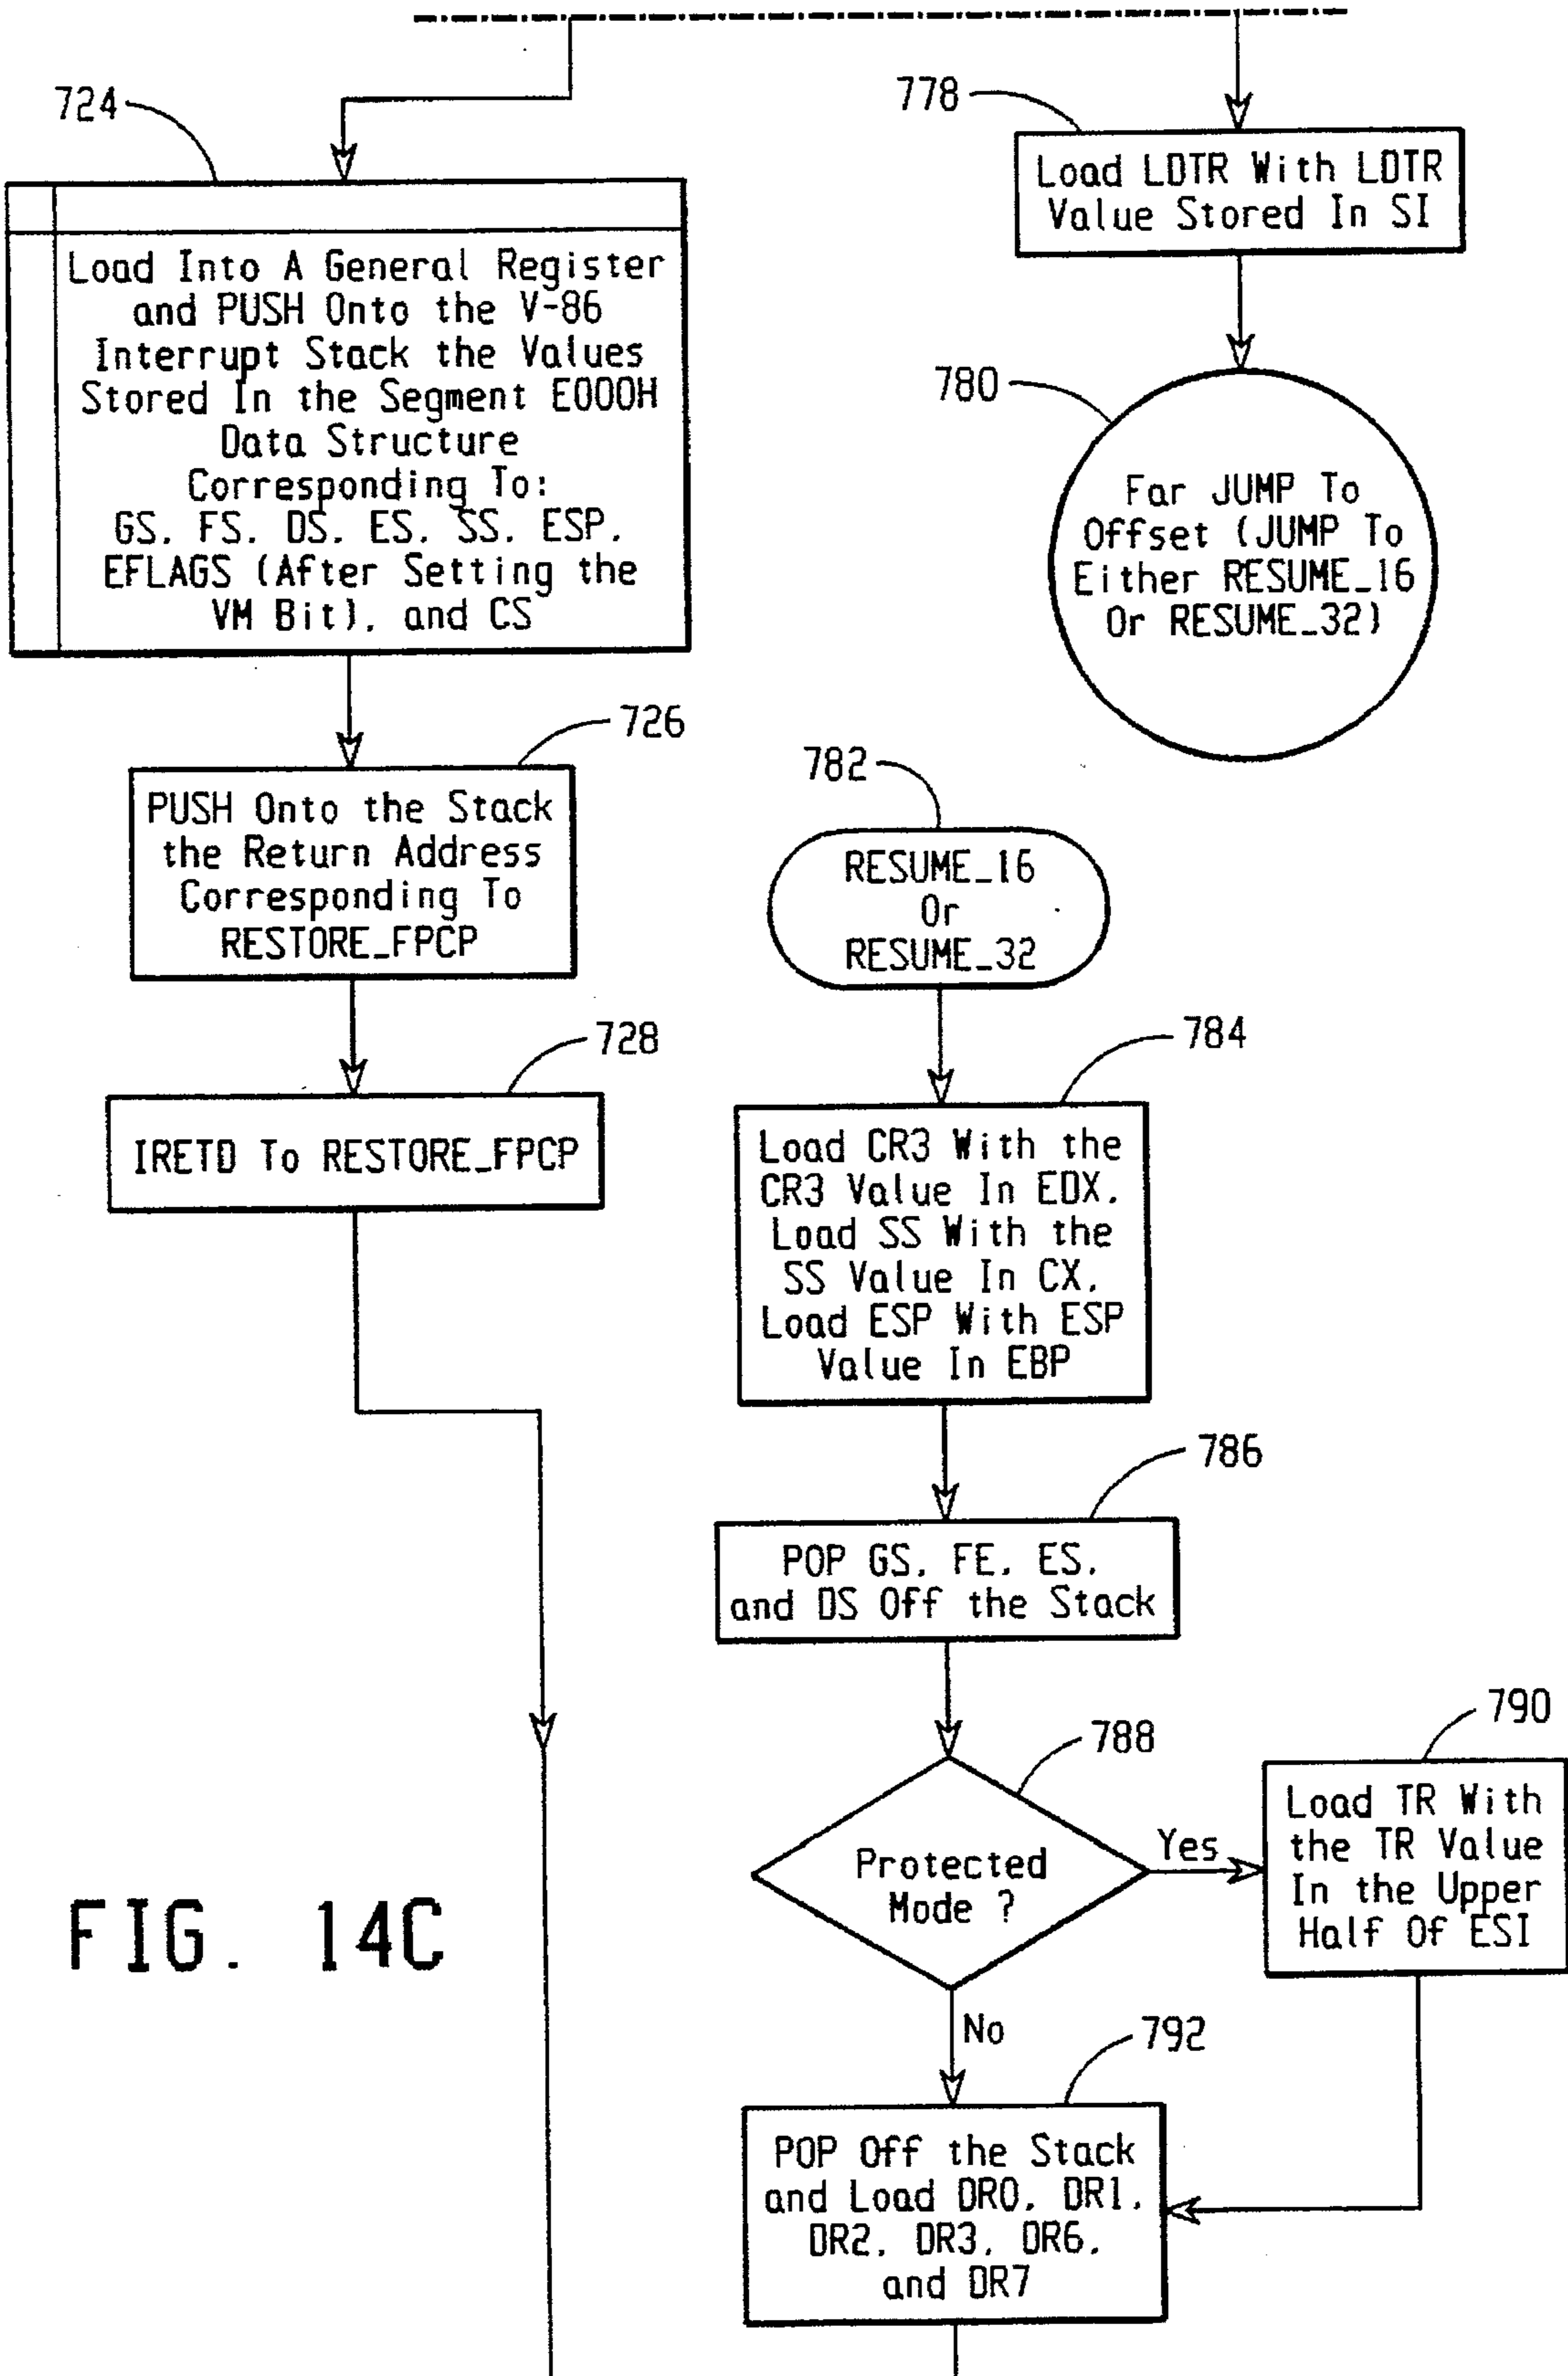 724
Load Into A General Register
and PUSH Onto the V-86
Interrupt Stack the Values
Stored In the Segment E000H
Data Structure
Corresponding To:
GS, FS, DS, ES, SS, ESP,
EFLAGS (After Setting the
VM Bit), and CS
726
PUSH Onto the Stack
the Return Address
Corresponding To
RESTORE_FPCP
728
IRETD To RESTORE_FPCP
778
Load LDTR With LDTR
Value Stored In SI
780
Far JUMP To
Offset (JUMP To
Either RESUME_16
Or RESUME_32)
782
RESUME_16
Or
RESUME_32
784
Load CR3 With the
CR3 Value In EDX,
Load SS With the
SS Value In CX,
Load ESP With ESP
Value In EBP
786
POP GS, FE, ES,
and DS Off the Stack
788
Protected
Mode ?
Yes
790
Load TR With
the TR Value
In the Upper
Half Of ESI
No
792
POP Off the Stack
and Load DR0, DR1,
DR2, DR3, DR6,
and DR7
FIG. 14C